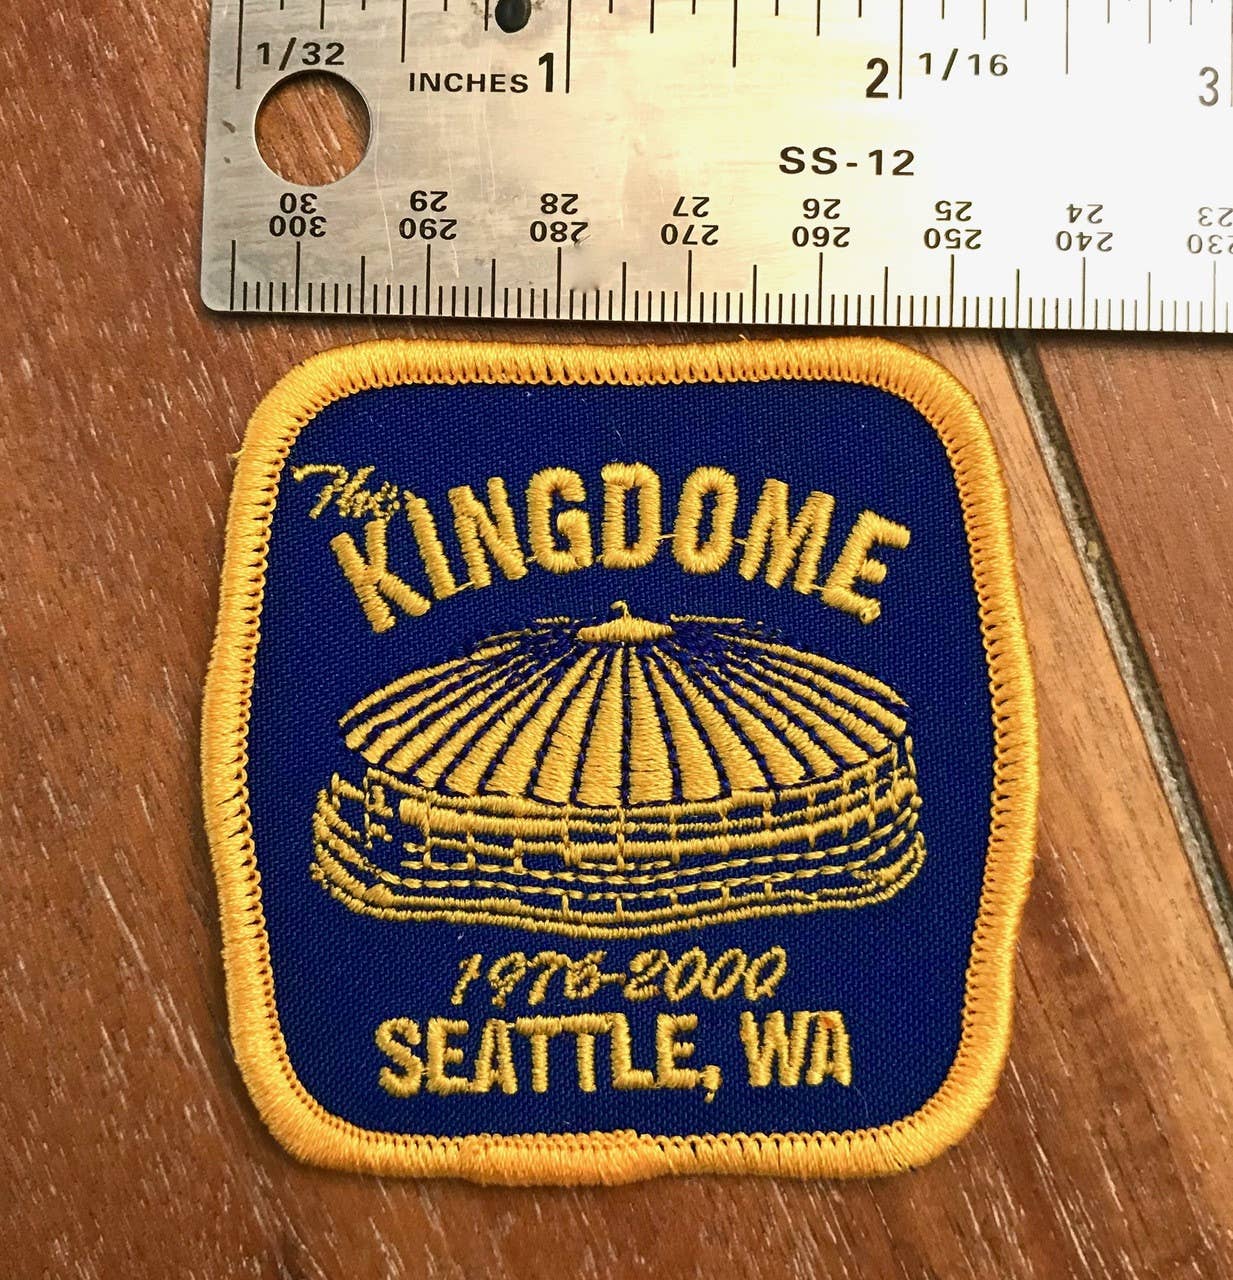 1/32 INCHES 1 2 1/16 3
SS-12
30 29 28 27 26 25 24 23
300 290 280 270 260 250 240 230
The KINGDOME
1976-2000
SEATTLE, WA